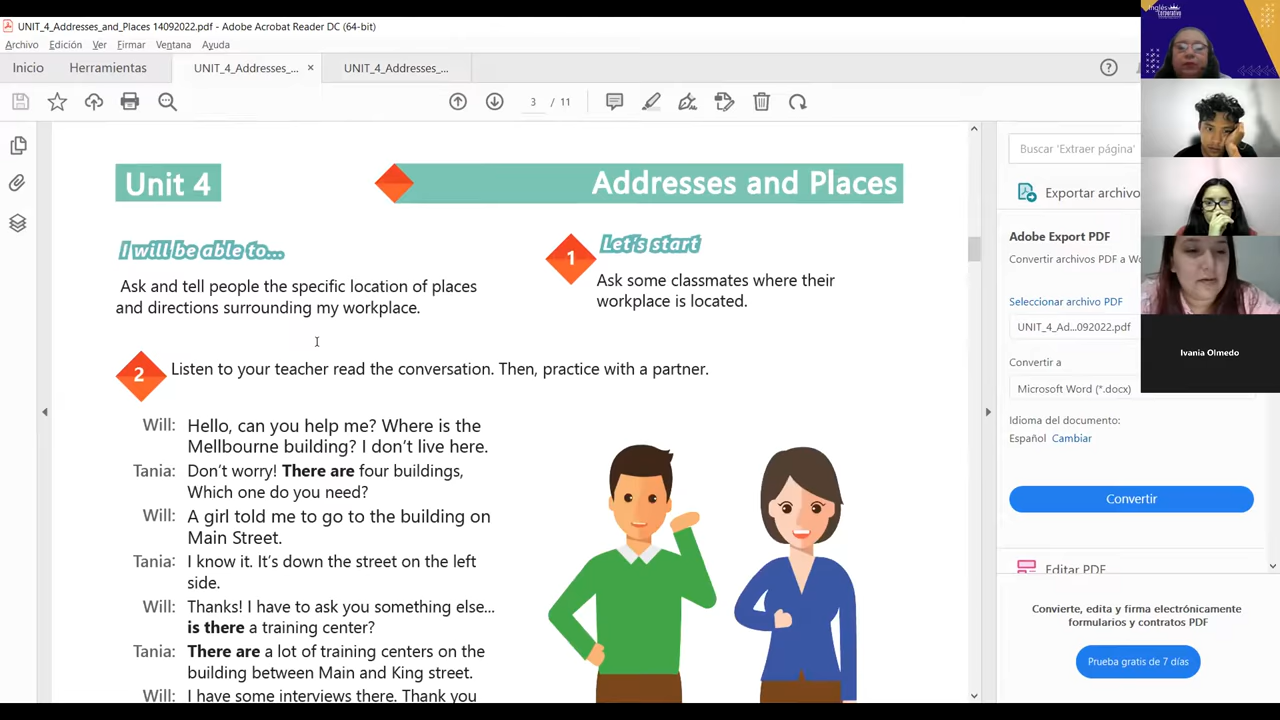 UNIT_4_Addresses_and_Places 14092022.pdf - Adobe Acrobat Reader DC (64-bit)
Archivo Edición Ver Firmar Ventana Ayuda
Inicio Herramientas UNIT_4_Addresses_... × UNIT_4_Addresses_...
3 / 11
Unit 4
Addresses and Places
I will be able to...
Ask and tell people the specific location of places
and directions surrounding my workplace.
1
Let's start
Ask some classmates where their
workplace is located.
2
Listen to your teacher read the conversation. Then, practice with a partner.
Will: Hello, can you help me? Where is the
Mellbourne building? I don't live here.
Tania: Don't worry! There are four buildings,
Which one do you need?
Will: A girl told me to go to the building on
Main Street.
Tania: I know it. It's down the street on the left
side.
Will: Thanks! I have to ask you something else...
is there a training center?
Tania: There are a lot of training centers on the
building between Main and King street.
Will: I have some interviews there. Thank you
Buscar 'Extraer página'
Exportar archivo
Adobe Export PDF
Convertir archivos PDF a Wo
Seleccionar archivo PDF
UNIT_4_Ad...092022.pdf
Convertir a
Microsoft Word (*.docx)
Idioma del documento:
Español Cambiar
Convertir
Editar PDF
Convierte, edita y firma electrónicamente
formularios y contratos PDF
Prueba gratis de 7 días
Inglés
corporativo
Ivania Olmedo